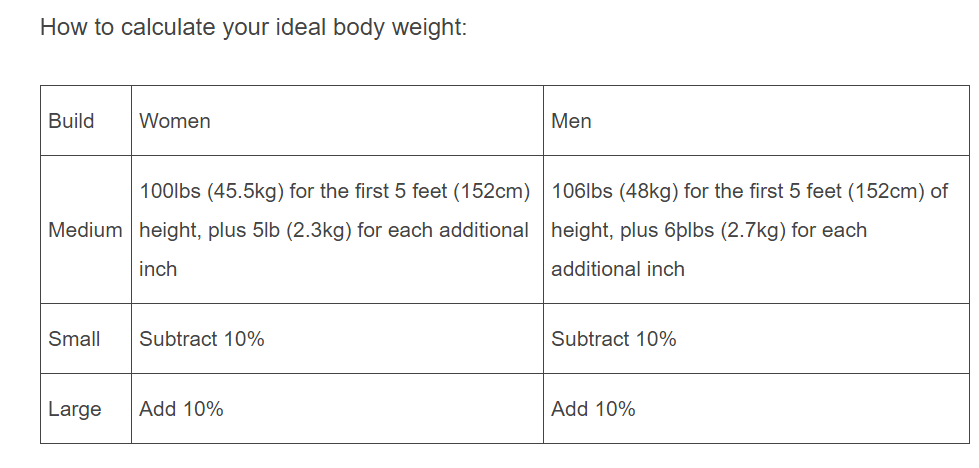 How to calculate your ideal body weight:
Build Women Men
Medium 100lbs (45.5kg) for the first 5 feet (152cm) height, plus 5lb (2.3kg) for each additional inch 106lbs (48kg) for the first 5 feet (152cm) of height, plus 6þlbs (2.7kg) for each additional inch
Small Subtract 10% Subtract 10%
Large Add 10% Add 10%